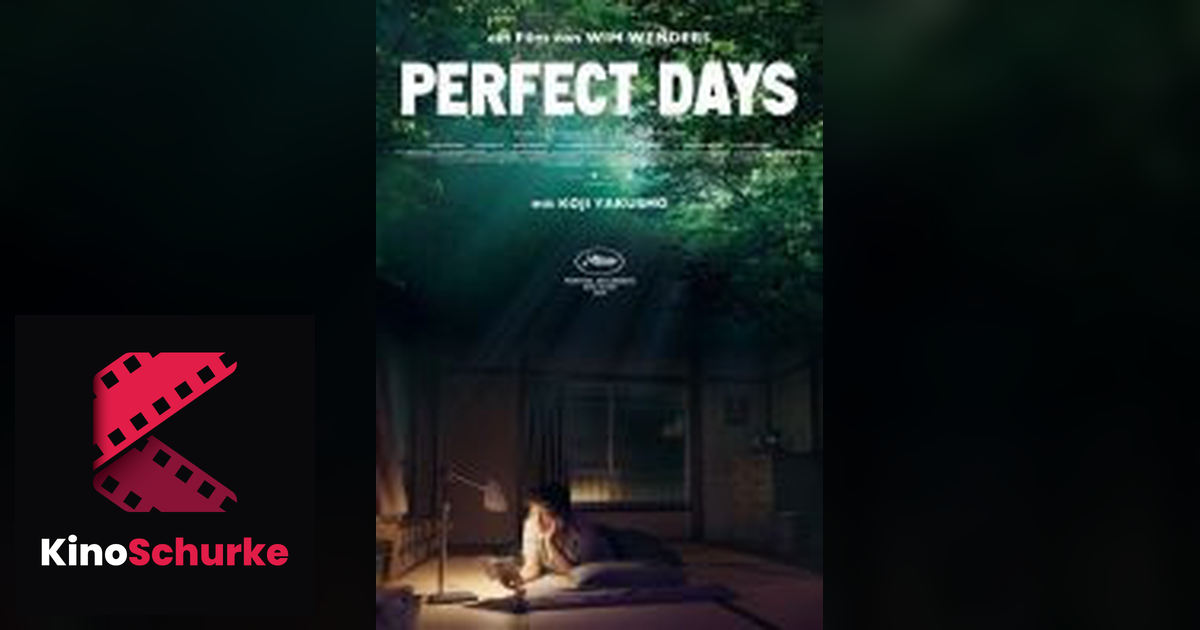 ein Film von WIM WENDERS
PERFECT DAYS
mit KOJI YAKUSHO
KinoSchurke